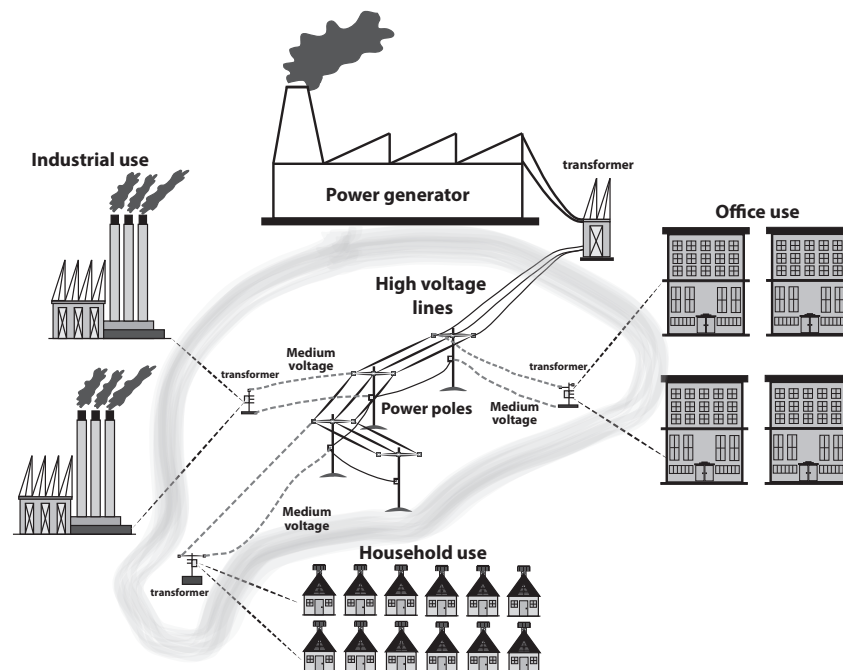 transformer
Industrial use
Power generator
Office use
High voltage
lines
Medium
voltage
transformer
transformer
Power poles
Medium
voltage
Medium
voltage
Household use
transformer